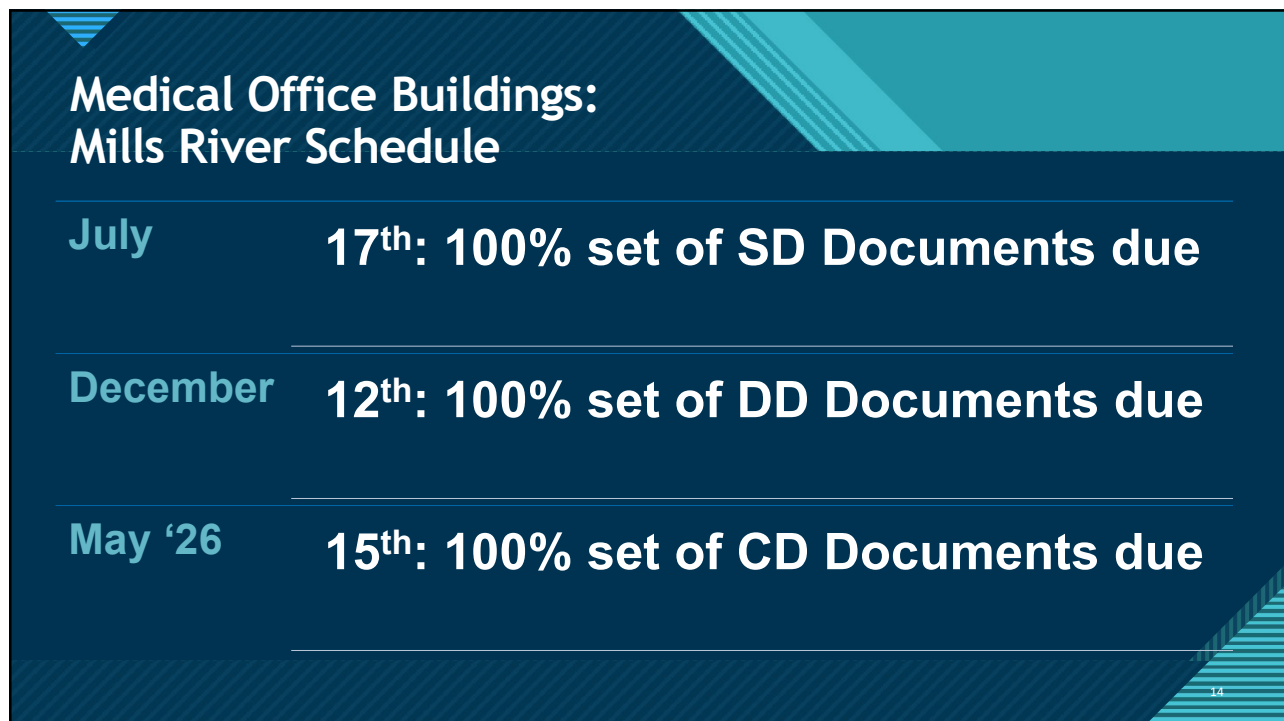 Medical Office Buildings:
Mills River Schedule
July
17th: 100% set of SD Documents due
December
12th: 100% set of DD Documents due
May ‘26
15th: 100% set of CD Documents due
14